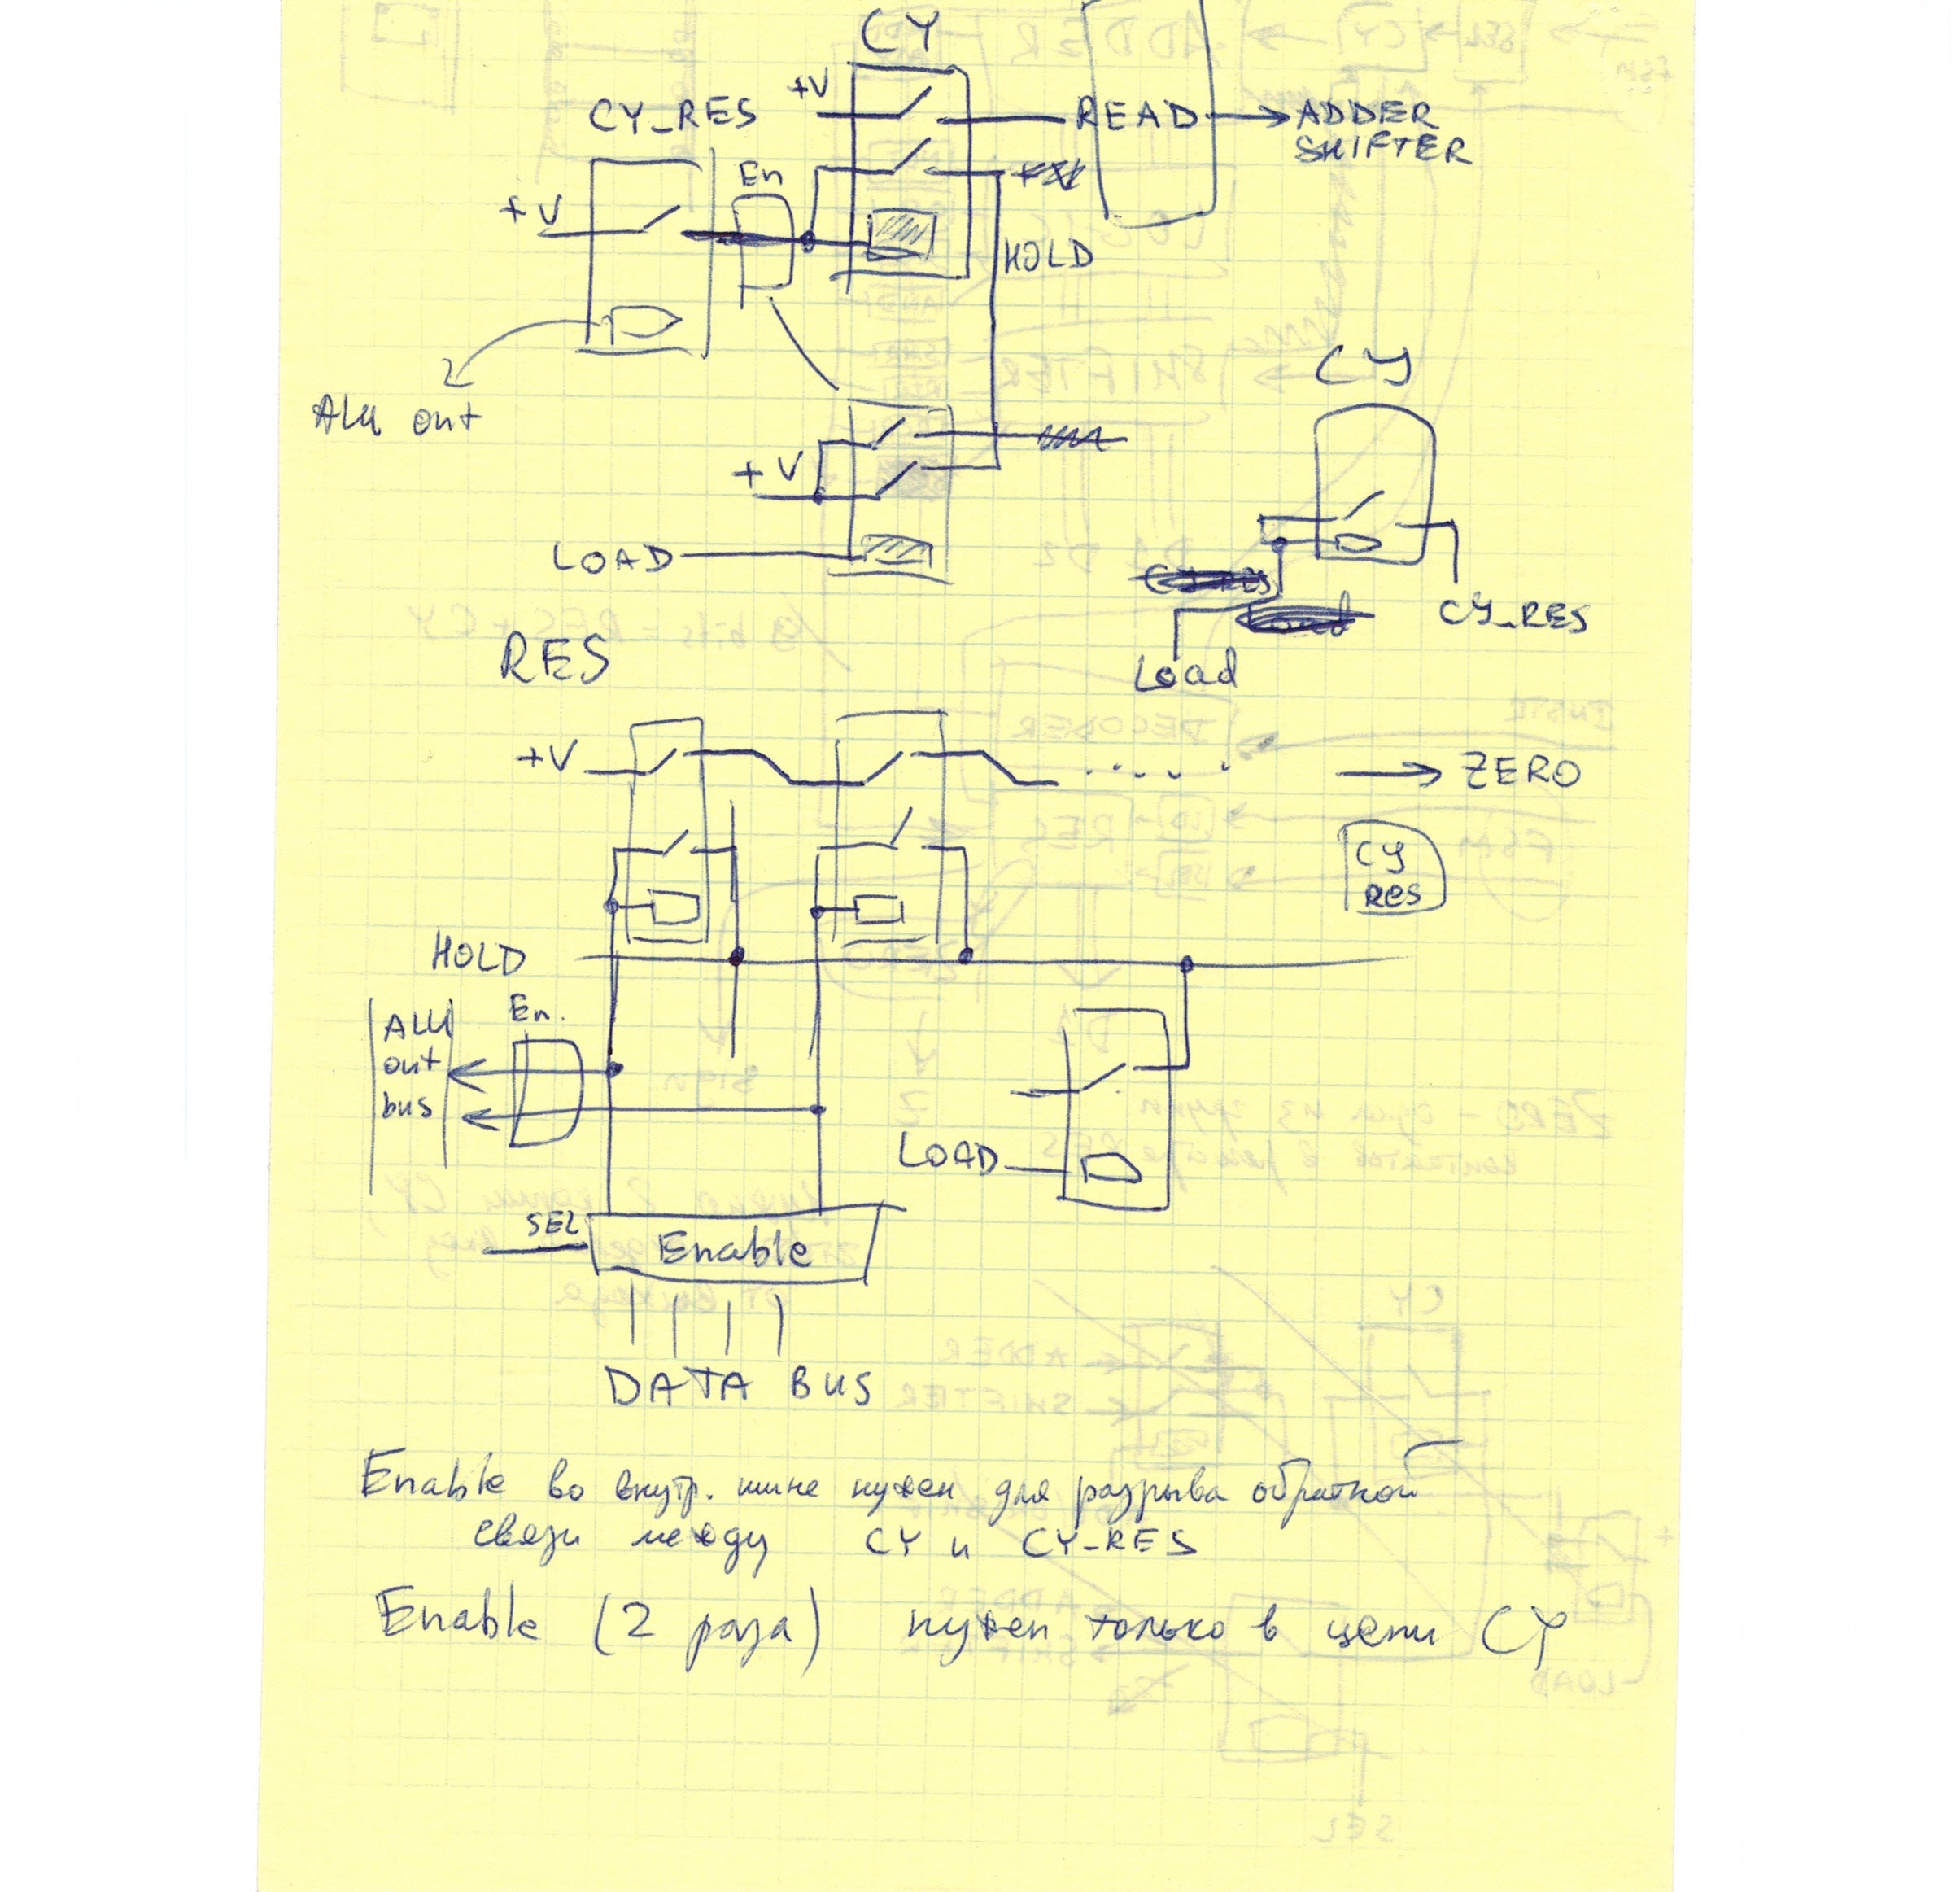 CY
+V
CY_RES
READ
ADDER
SHIFTER
En
+V
HOLD
ALU out
CY
+V
LOAD
CY_RES
Load
RES
+V
ZERO
CY
Res
HOLD
ALU
out
bus
En.
LOAD
SEL
Enable
DATA BUS
Enable во внутр. шине нужен для разрыва обратной
связи между CY и CY-RES
Enable (2 раза) нужен только в цепи CY